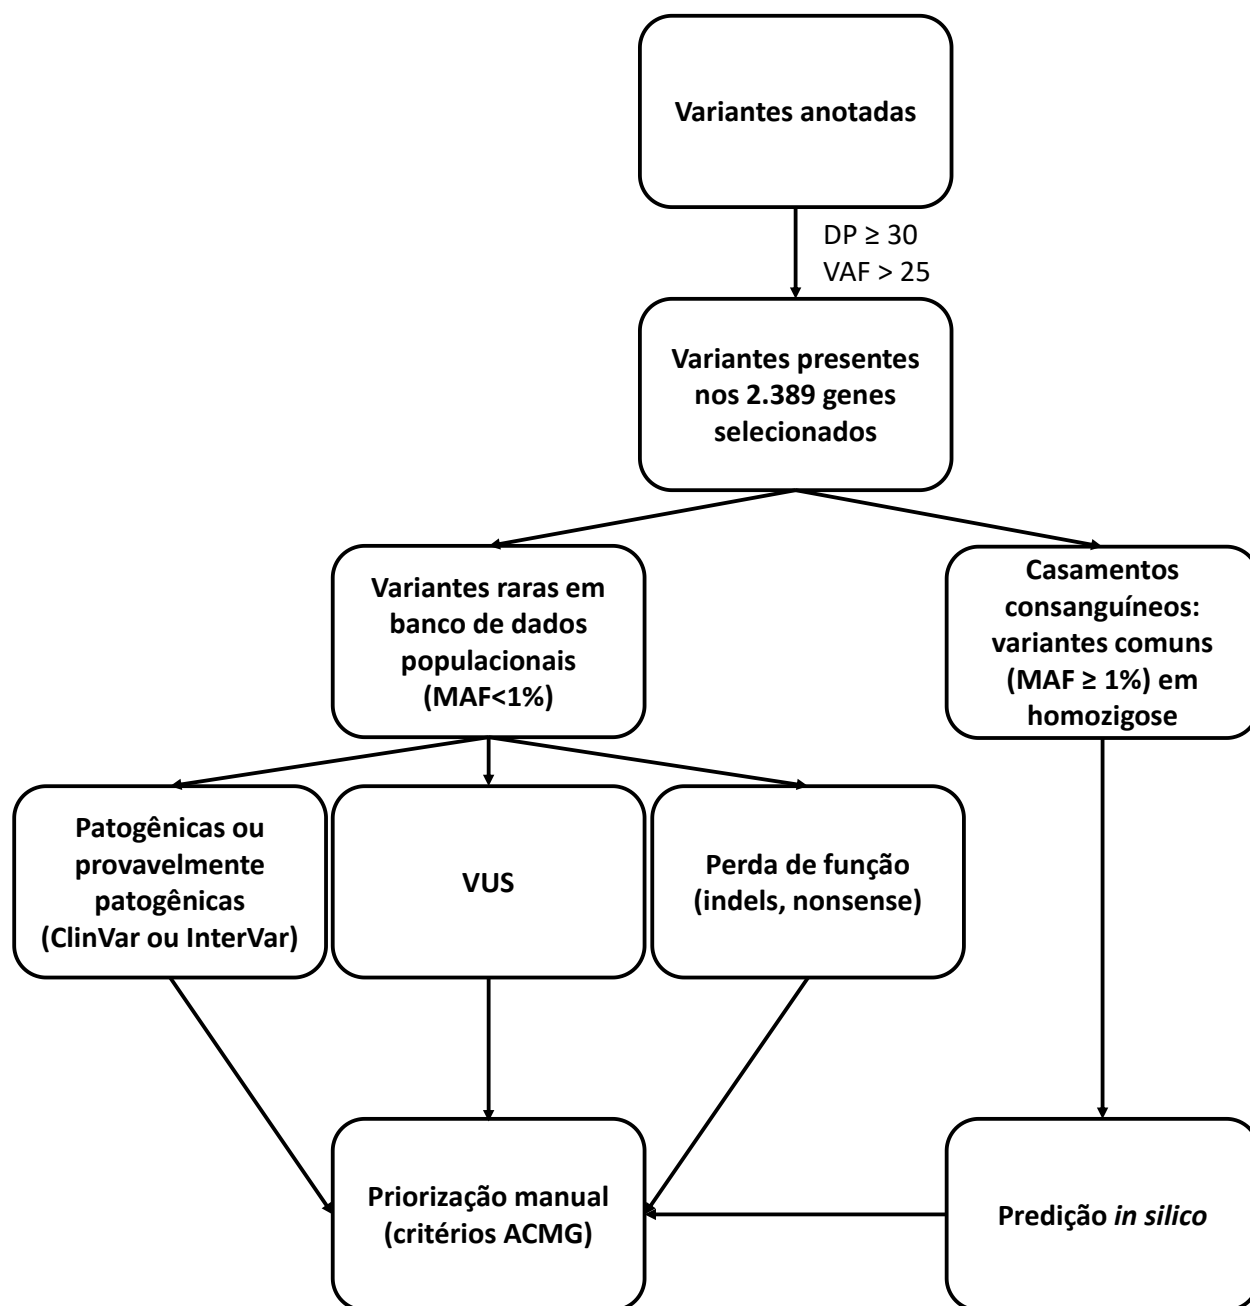 Variantes anotadas
DP ≥ 30
VAF > 25
Variantes presentes
nos 2.389 genes
selecionados
Variantes raras em
banco de dados
populacionais
(MAF<1%)
Casamentos
consanguíneos:
variantes comuns
(MAF ≥ 1%) em
homozigose
Patogênicas ou
provavelmente
patogênicas
(ClinVar ou InterVar)
VUS
Perda de função
(indels, nonsense)
Priorização manual
(critérios ACMG)
Predição in silico